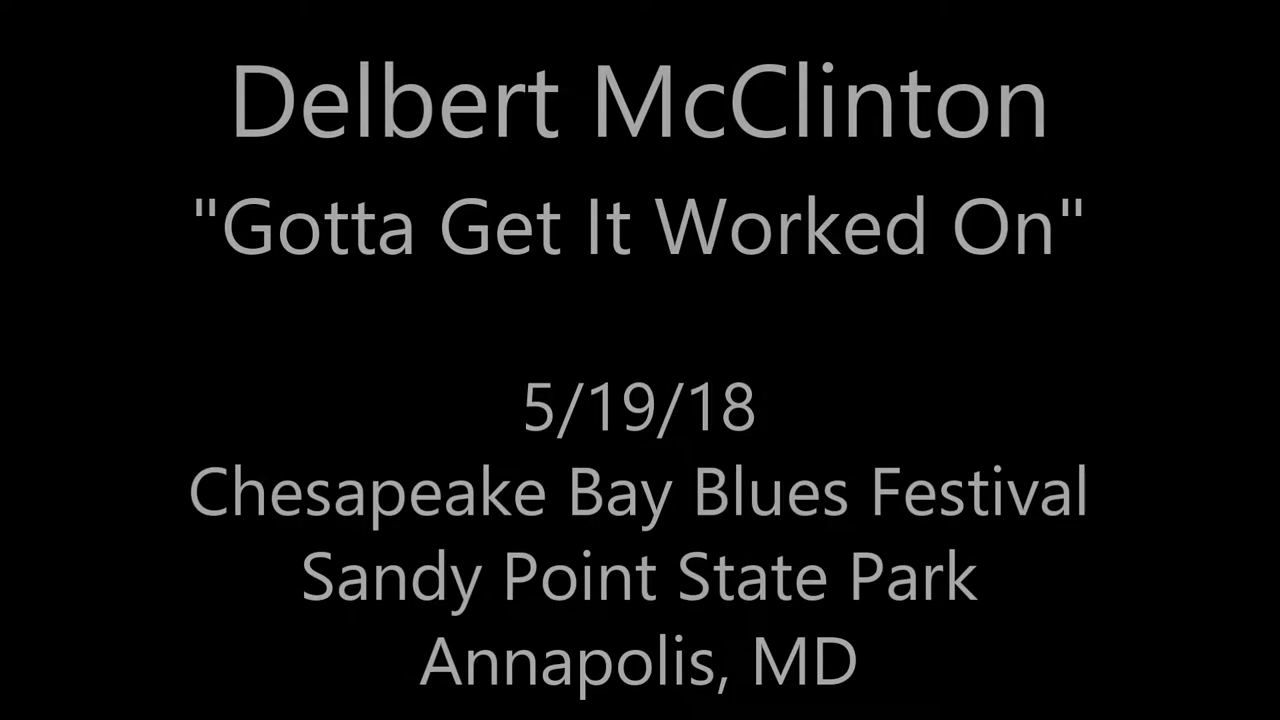 Delbert McClinton
"Gotta Get It Worked On"
5/19/18
Chesapeake Bay Blues Festival
Sandy Point State Park
Annapolis, MD